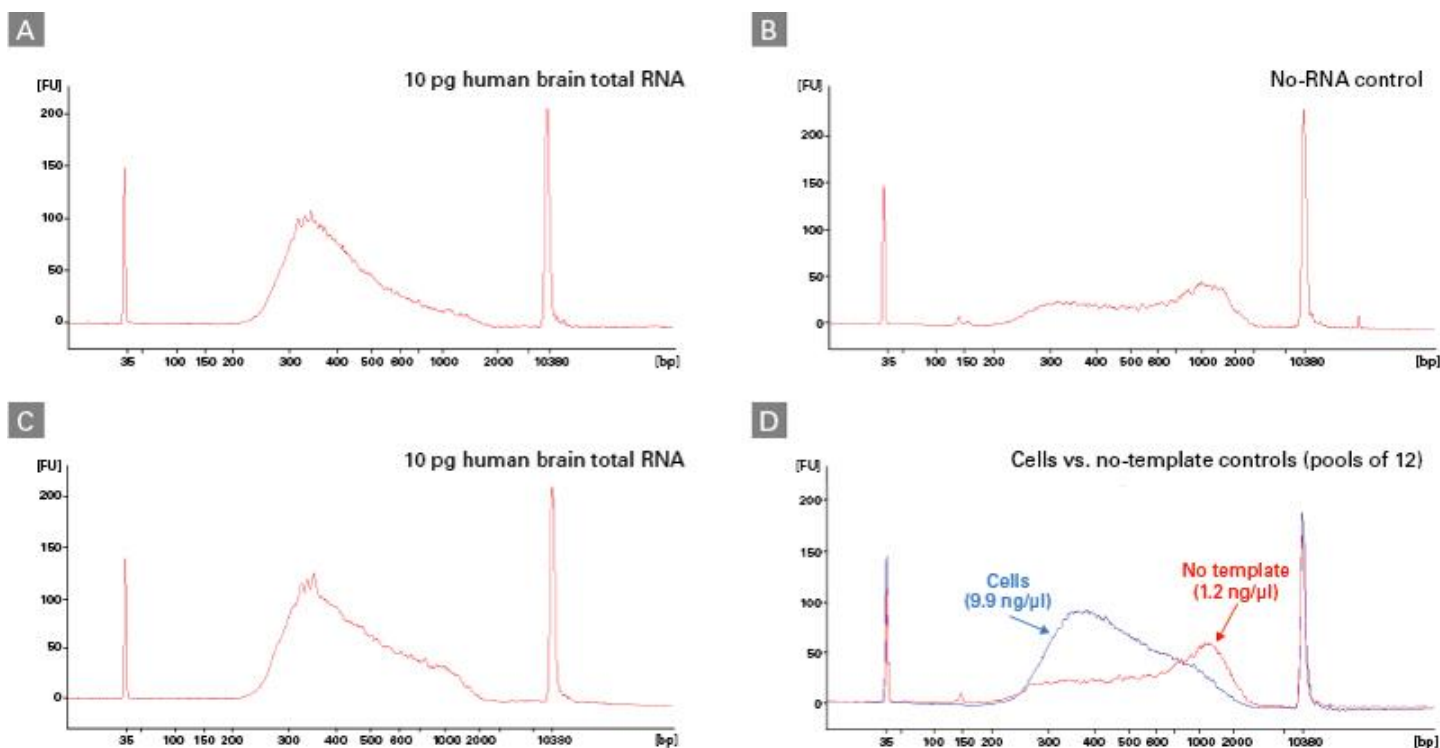 A
10 pg human brain total RNA
[FU]
200
150
100
50
0
35 100 150 200 300 400 500 600 1000 2000 10380 [bp]
B
No-RNA control
[FU]
200
150
100
50
0
35 100 150 200 300 400 500 600 1000 2000 10380 [bp]
C
10 pg human brain total RNA
[FU]
200
150
100
50
0
35 100 150 200 300 400 500 600 1000 2000 10380 [bp]
D
Cells vs. no-template controls (pools of 12)
[FU]
200
150
100
50
0
Cells
(9.9 ng/µl)
No template
(1.2 ng/µl)
35 100 150 200 300 400 500 600 1000 2000 10380 [bp]